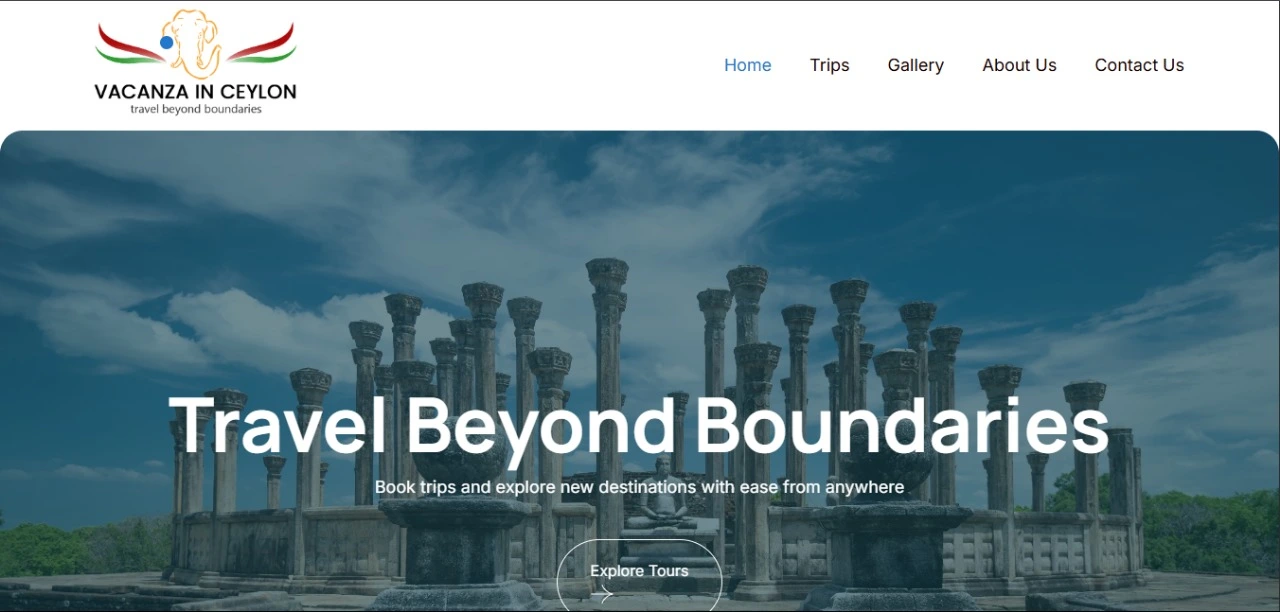 VACANZA IN CEYLON
travel beyond boundaries
Home Trips Gallery About Us Contact Us
Travel Beyond Boundaries
Book trips and explore new destinations with ease from anywhere
Explore Tours